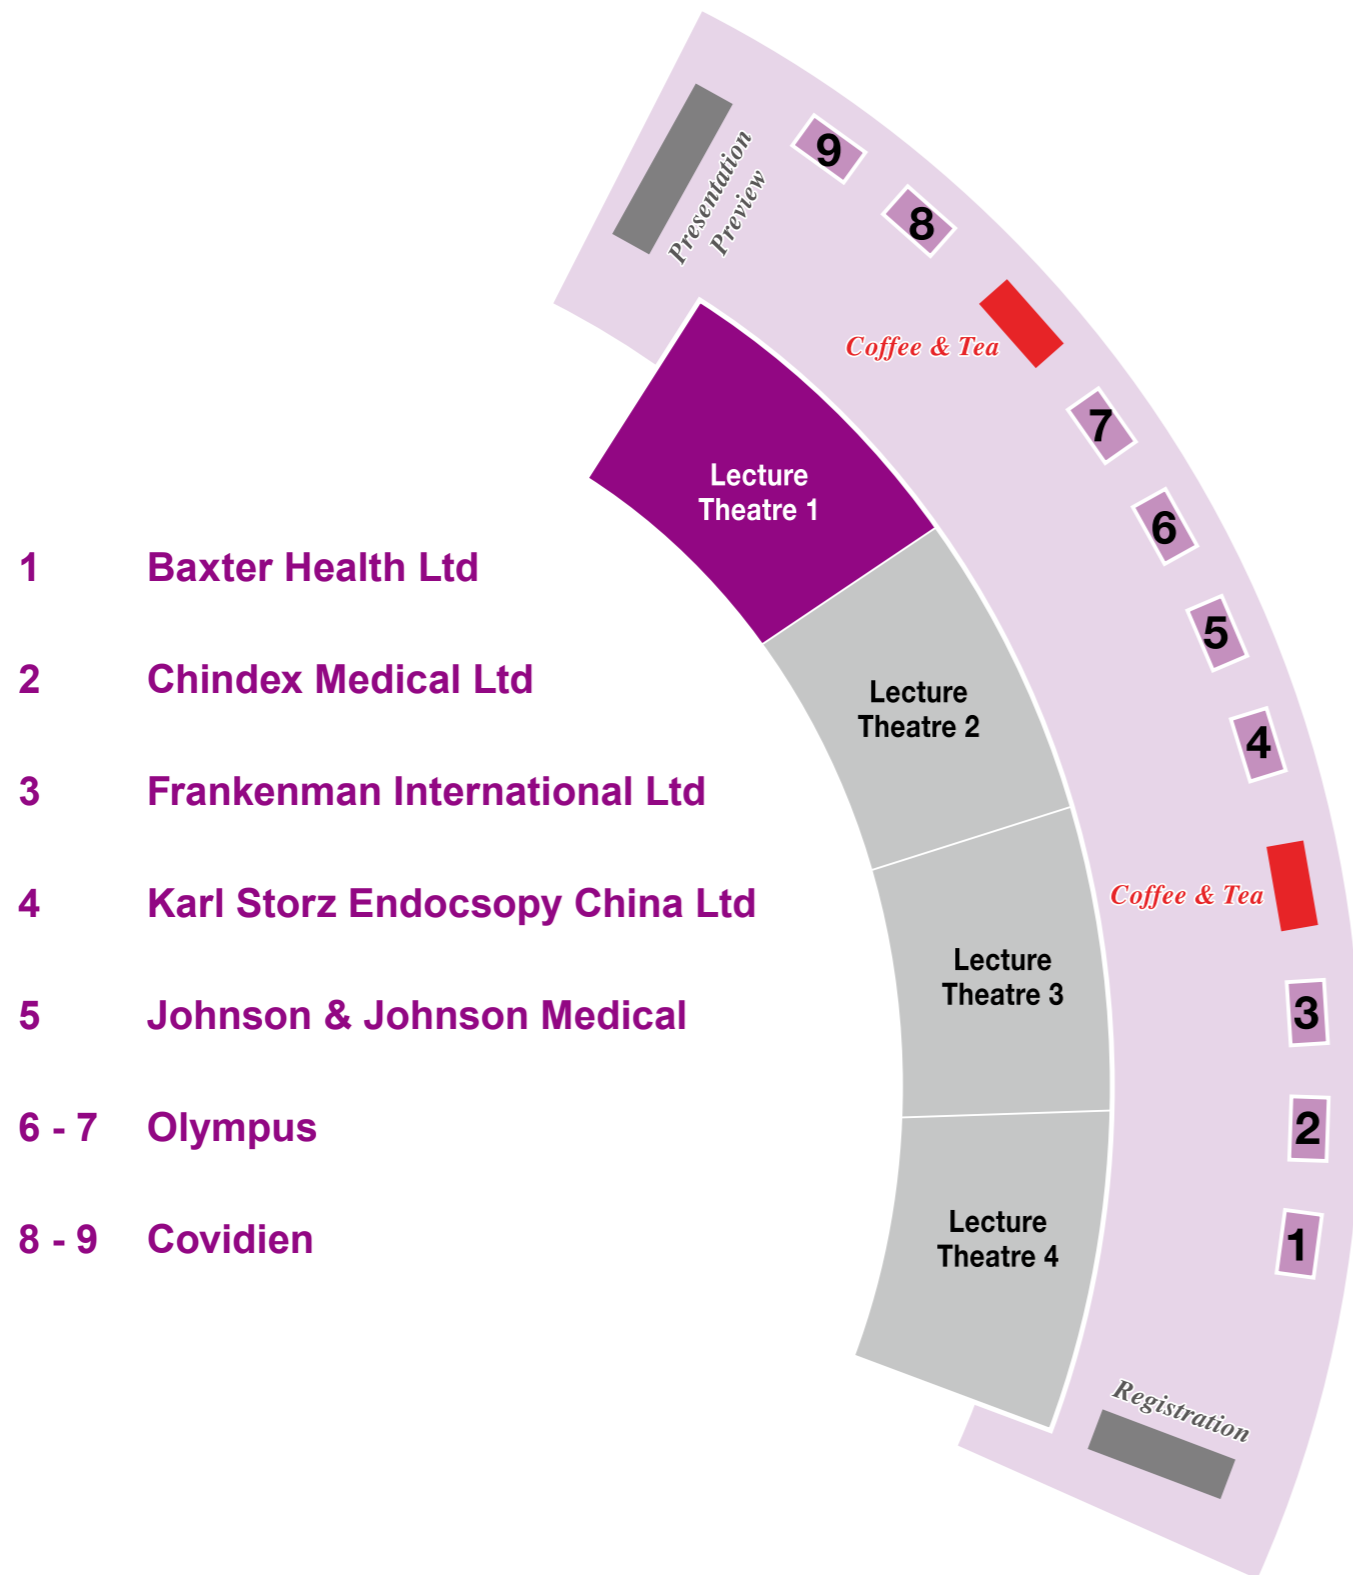 1 Baxter Health Ltd
2 Chindex Medical Ltd
3 Frankenman International Ltd
4 Karl Storz Endocsopy China Ltd
5 Johnson & Johnson Medical
6 - 7 Olympus
8 - 9 Covidien
Presentation
Preview
9
8
Coffee & Tea
7
6
5
4
Coffee & Tea
3
2
1
Registration
Lecture
Theatre 1
Lecture
Theatre 2
Lecture
Theatre 3
Lecture
Theatre 4